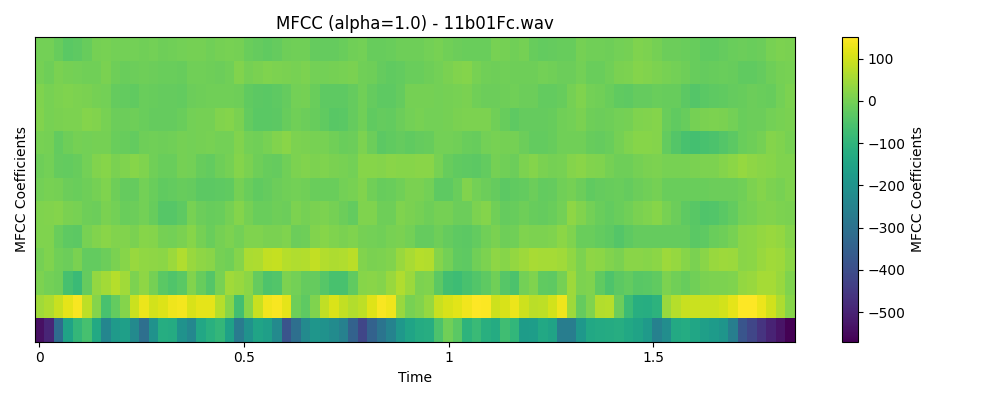 MFCC (alpha=1.0) - 11b01Fc.wav
MFCC Coefficients
0
0.5
1
1.5
Time
100
0
−100
−200
−300
−400
−500
MFCC Coefficients